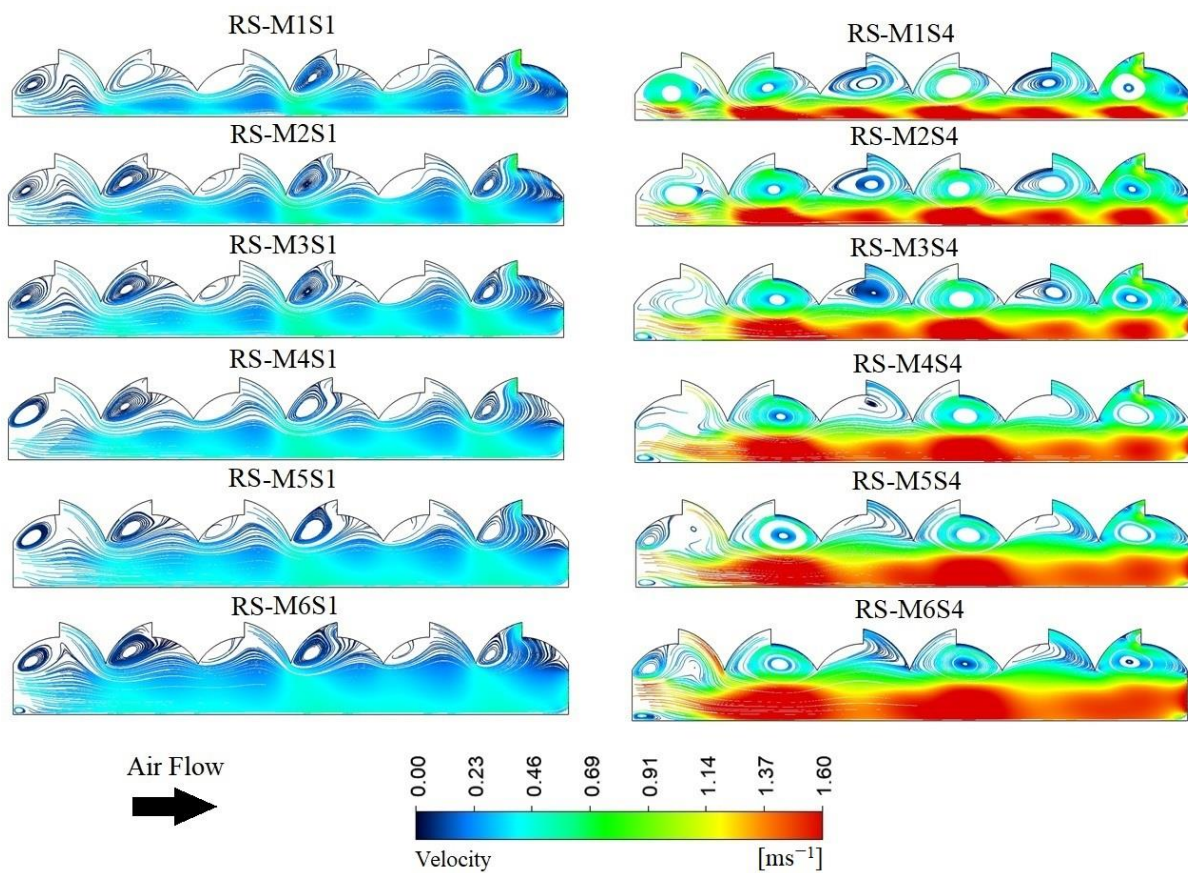 RS-M1S1
RS-M1S4
RS-M2S1
RS-M2S4
RS-M3S1
RS-M3S4
RS-M4S1
RS-M4S4
RS-M5S1
RS-M5S4
RS-M6S1
RS-M6S4
Air Flow
0.00
0.23
0.46
0.69
0.91
1.14
1.37
1.60
Velocity
[ms⁻¹]